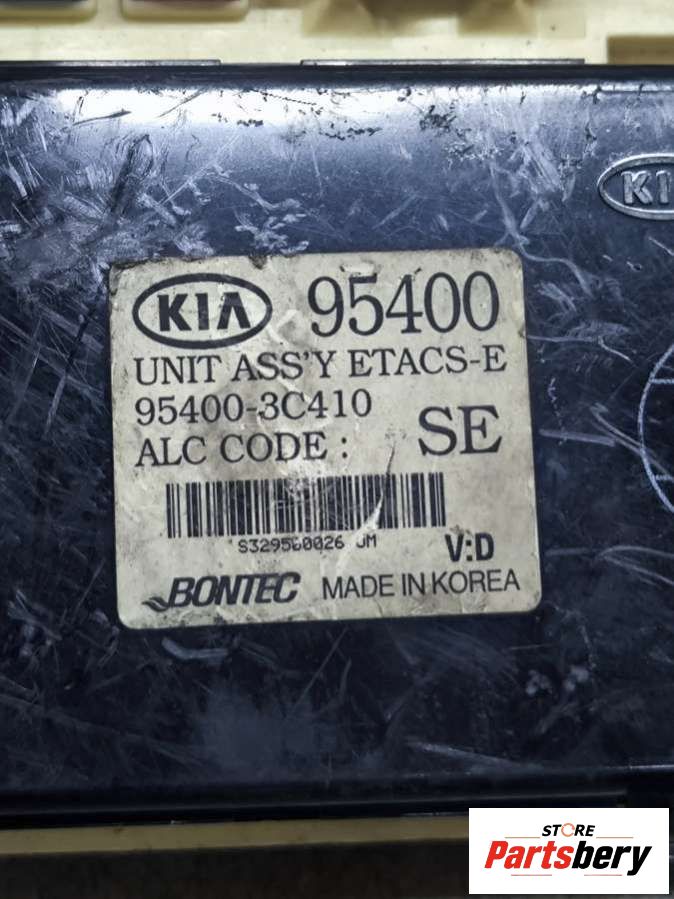 KIA 95400
UNIT ASS'Y ETACS-E
95400-3C410
ALC CODE : SE
V:D
BONTEC MADE IN KOREA
STORE
Partsbery